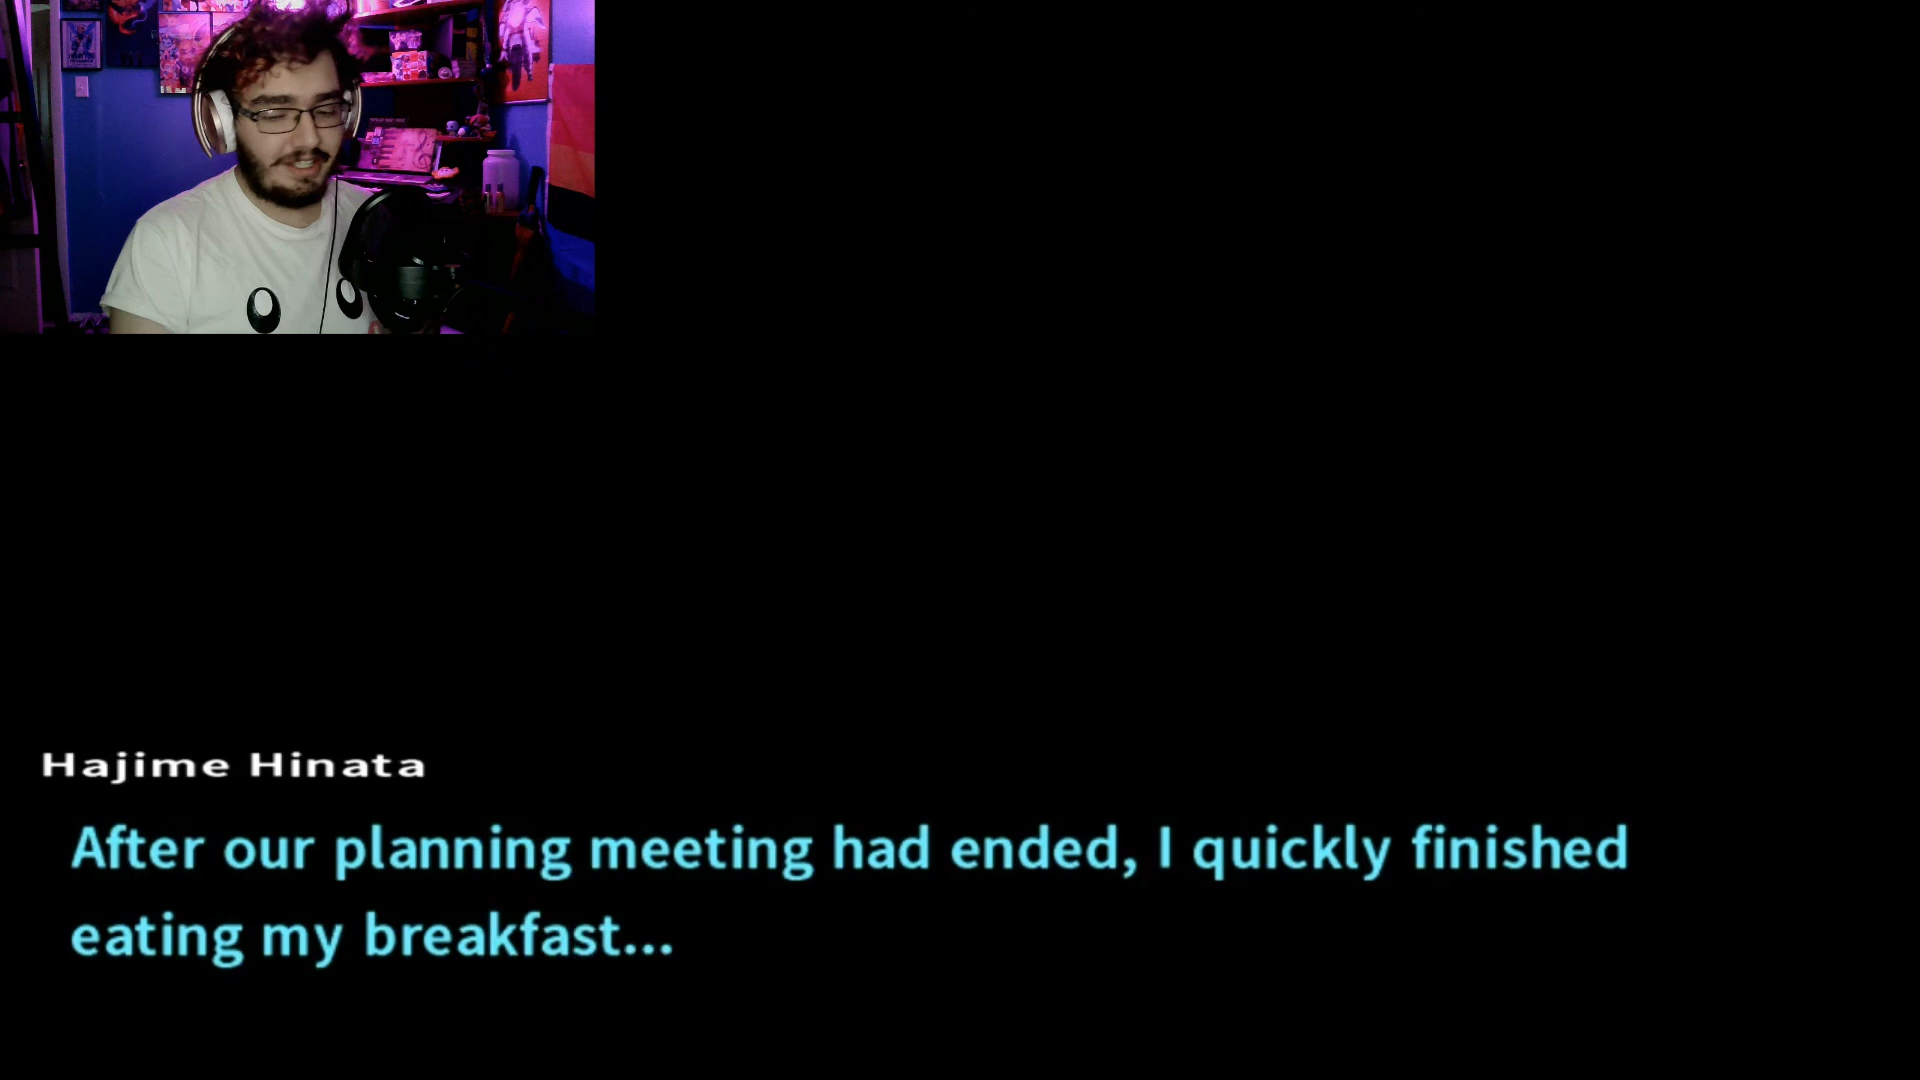 Hajime Hinata
After our planning meeting had ended, I quickly finished
eating my breakfast...